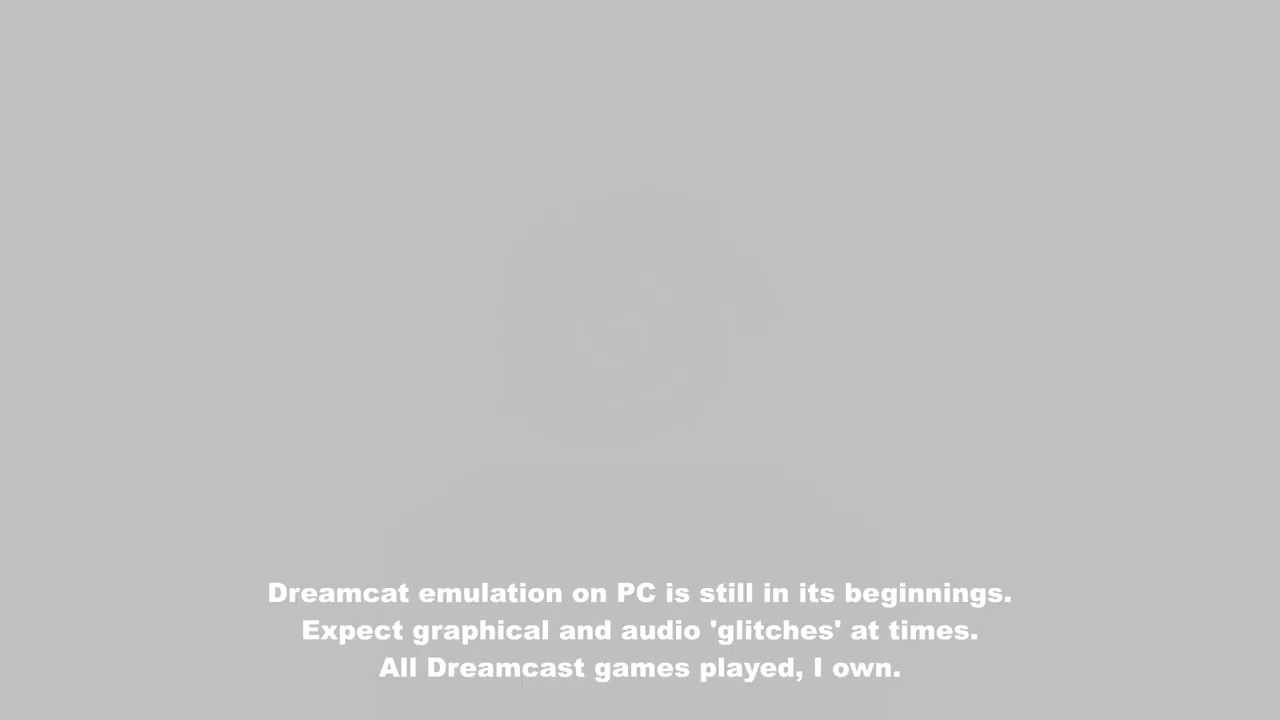 Dreamcat emulation on PC is still in its beginnings.
Expect graphical and audio 'glitches' at times.
All Dreamcast games played, I own.